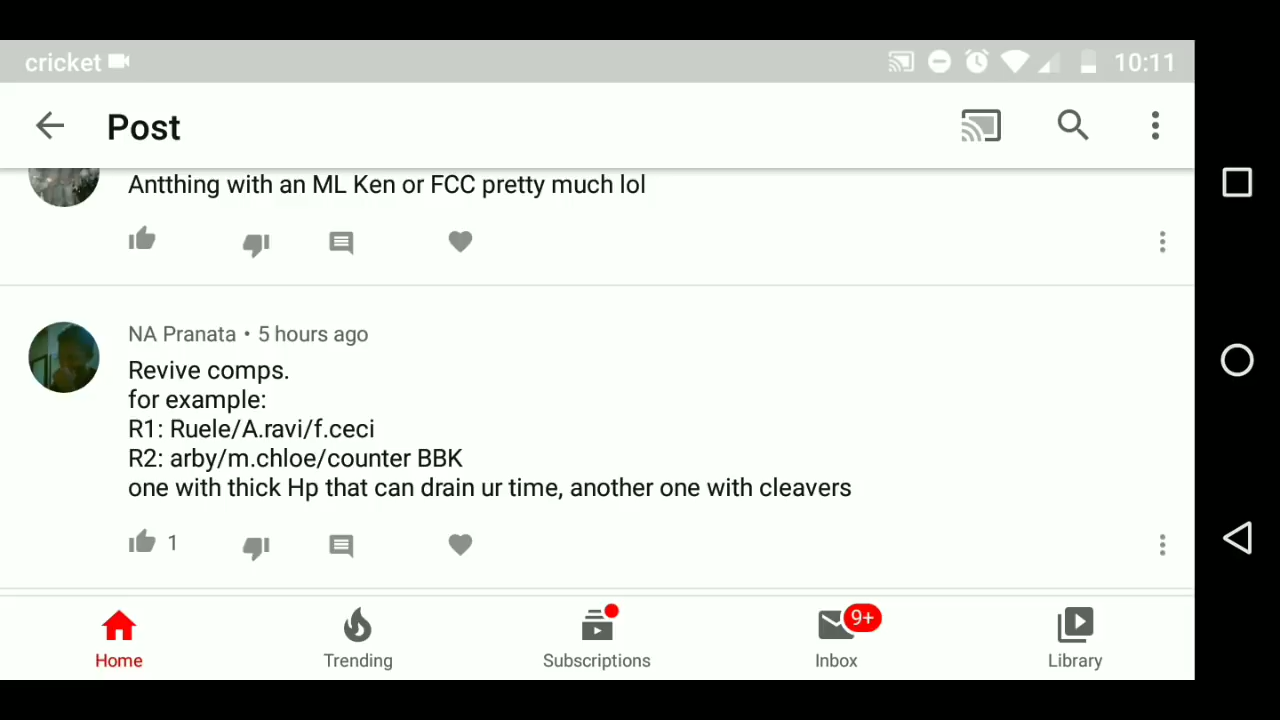 cricket
10:11
Post
Antthing with an ML Ken or FCC pretty much lol
NA Pranata • 5 hours ago
Revive comps.
for example:
R1: Ruele/A.ravi/f.ceci
R2: arby/m.chloe/counter BBK
one with thick Hp that can drain ur time, another one with cleavers
1
9+
Home
Trending
Subscriptions
Inbox
Library